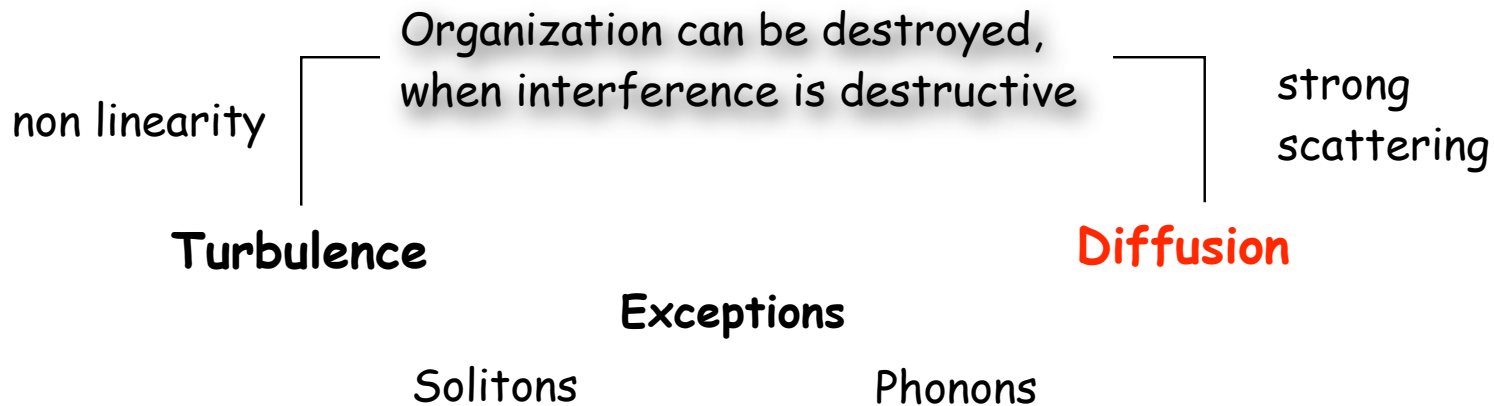 Organization can be destroyed,
when interference is destructive
non linearity
strong
scattering
Turbulence
Diffusion
Exceptions
Solitons
Phonons